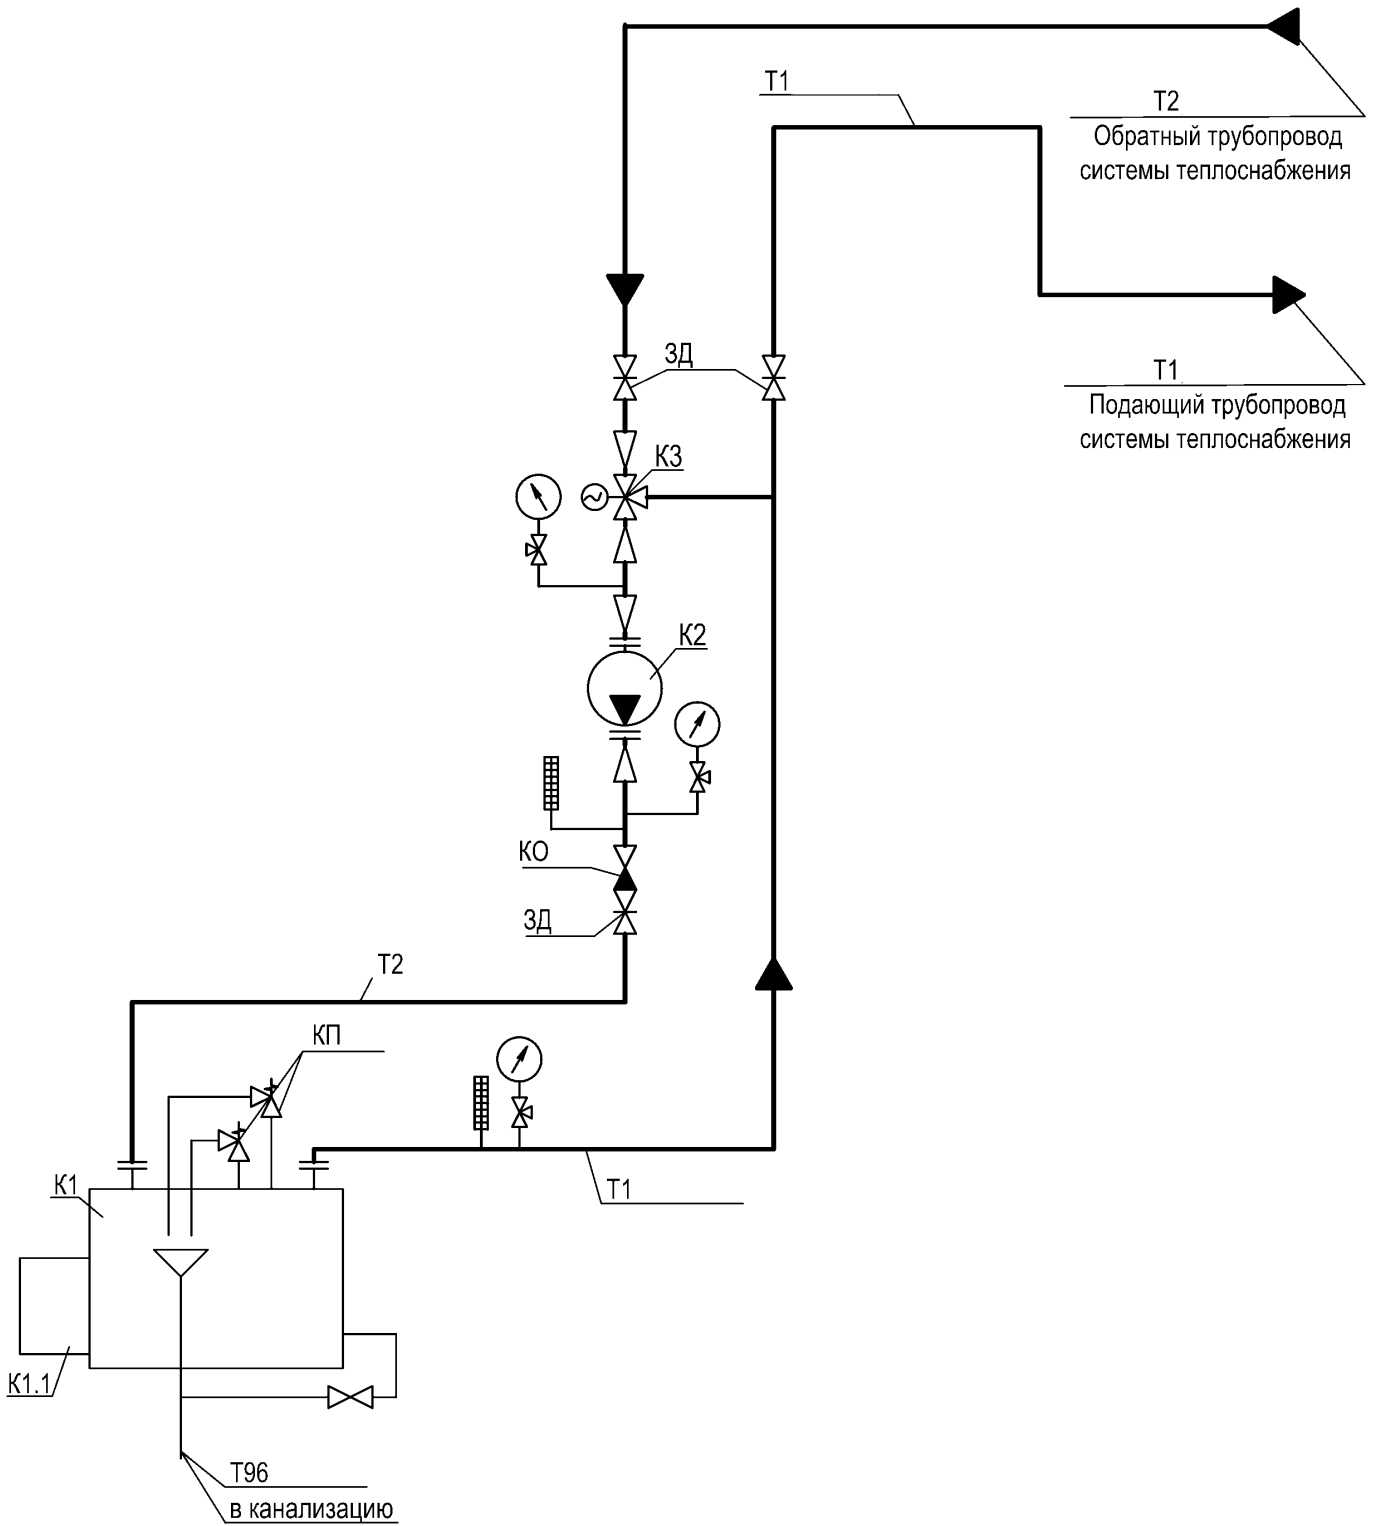 Т1
Т2
Обратный трубопровод
системы теплоснабжения
ЗД
Т1
Подающий трубопровод
системы теплоснабжения
К3
К2
КО
ЗД
Т2
КП
К1
Т1
К1.1
Т96
в канализацию